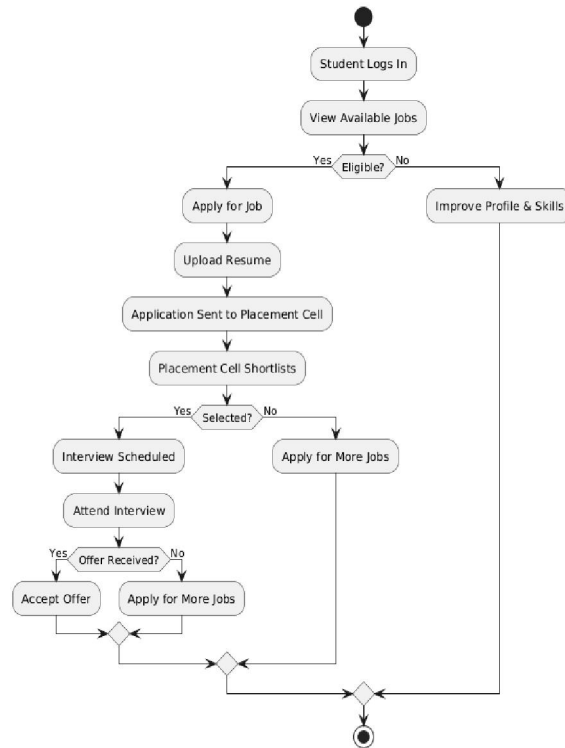 Student Logs In
View Available Jobs
Yes
Eligible?
No
Apply for Job
Improve Profile & Skills
Upload Resume
Application Sent to Placement Cell
Placement Cell Shortlists
Yes
Selected?
No
Interview Scheduled
Apply for More Jobs
Attend Interview
Yes
Offer Received?
No
Accept Offer
Apply for More Jobs